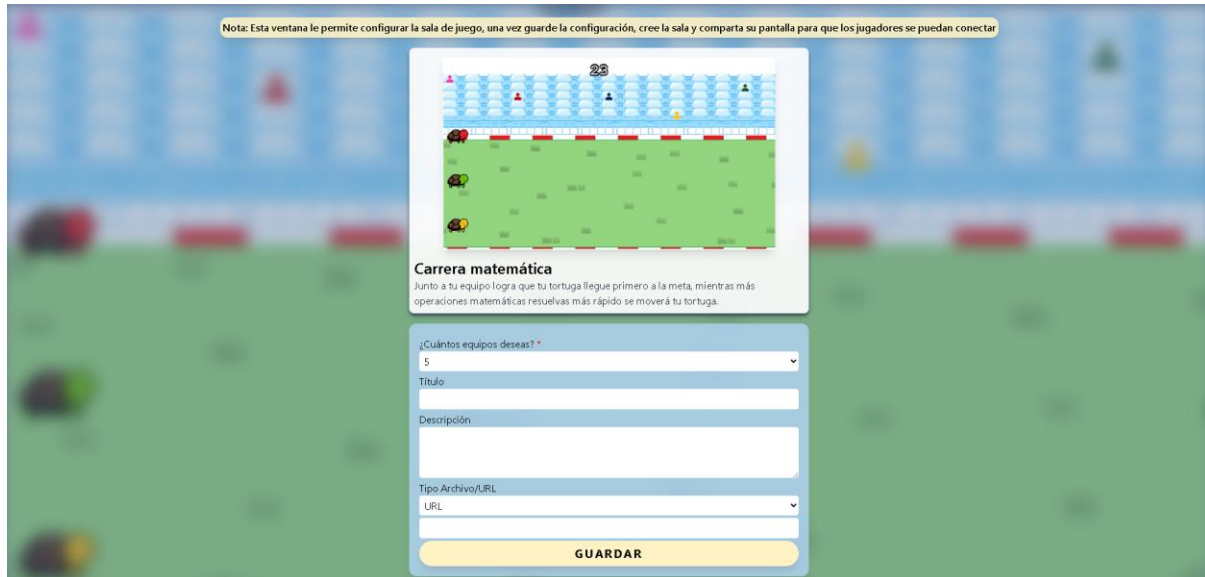 Nota: Esta ventana le permite configurar la sala de juego, una vez guarde la configuración, cree la sala y comparta su pantalla para que los jugadores se puedan conectar
23
Carrera matemática
Junto a tu equipo logra que tu tortuga llegue primero a la meta, mientras más
operaciones matemáticas resuelvas más rápido se moverá tu tortuga.
¿Cuántos equipos deseas? *
5
Título
Descripción
Tipo Archivo/URL
URL
GUARDAR